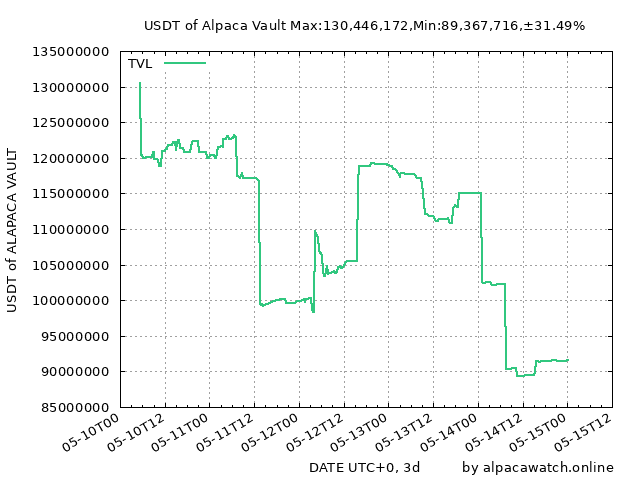 USDT of Alpaca Vault Max:130,446,172,Min:89,367,716,±31.49%
TVL
135000000
130000000
125000000
120000000
115000000
110000000
105000000
100000000
95000000
90000000
85000000
USDT of ALAPACA VAULT
05-10T00
05-10T12
05-11T00
05-11T12
05-12T00
05-12T12
05-13T00
05-13T12
05-14T00
05-14T12
05-15T00
05-15T12
DATE UTC+0, 3d
by alpacawatch.online